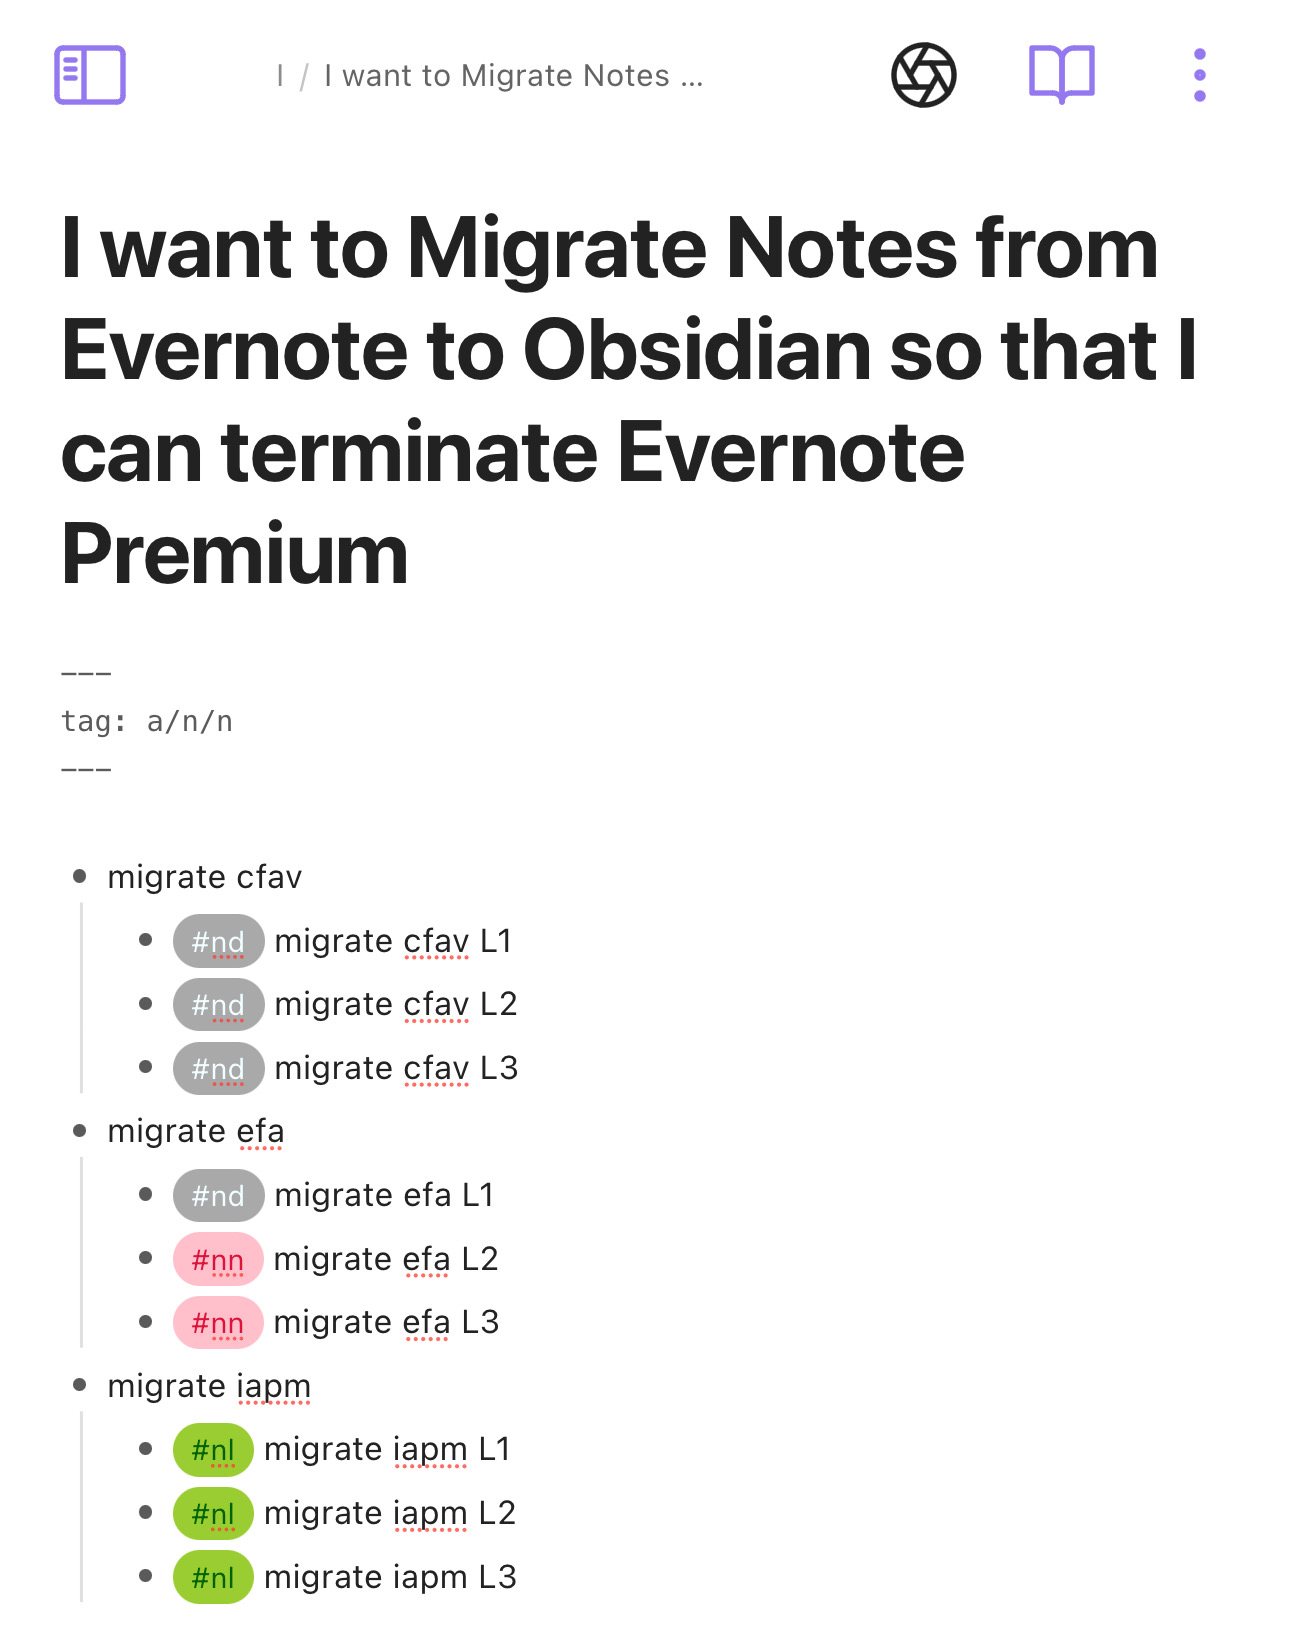 I / I want to Migrate Notes ...
I want to Migrate Notes from
Evernote to Obsidian so that I
can terminate Evernote
Premium
---
tag: a/n/n
---
migrate cfav
#nd migrate cfav L1
#nd migrate cfav L2
#nd migrate cfav L3
migrate efa
#nd migrate efa L1
#nn migrate efa L2
#nn migrate efa L3
migrate iapm
#nl migrate iapm L1
#nl migrate iapm L2
#nl migrate iapm L3